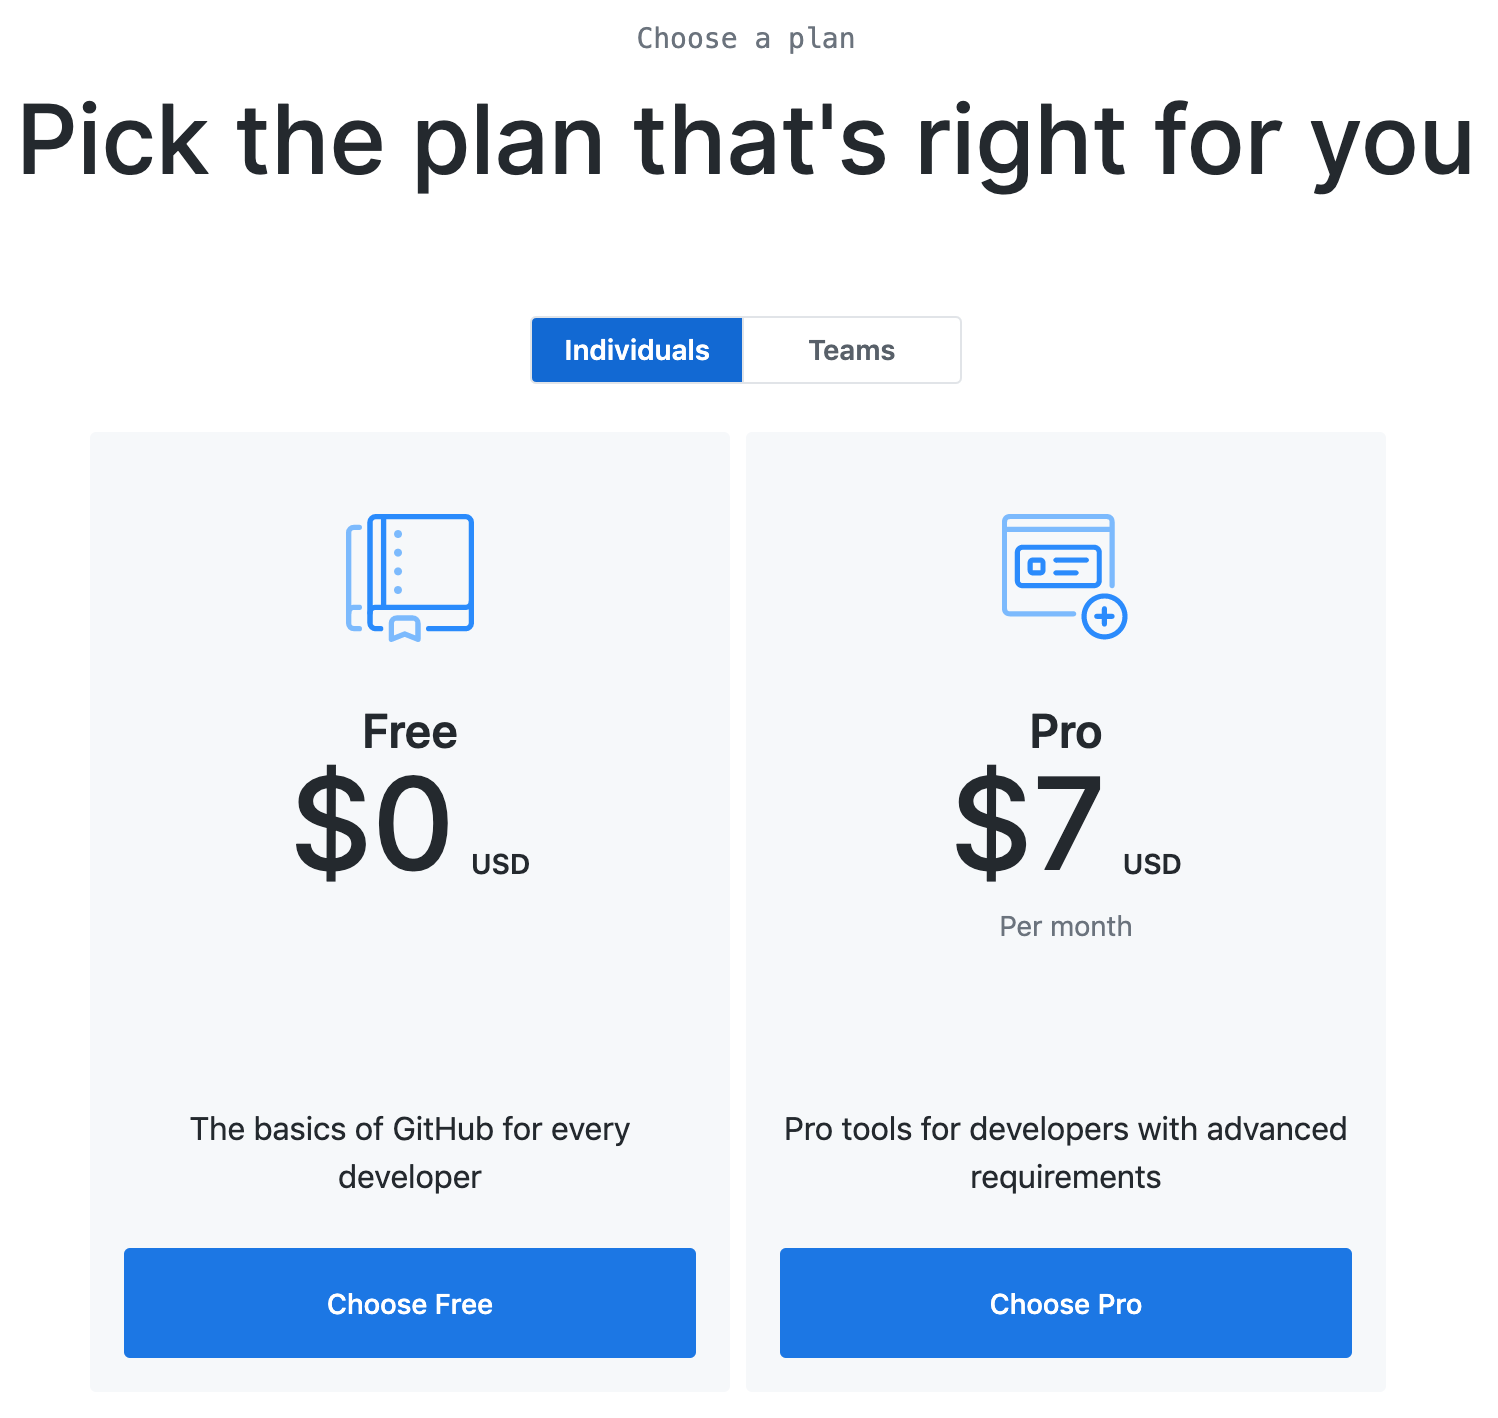 Choose a plan
Pick the plan that's right for you
Individuals
Teams
Free
$0 USD
The basics of GitHub for every
developer
Choose Free
Pro
$7 USD
Per month
Pro tools for developers with advanced
requirements
Choose Pro